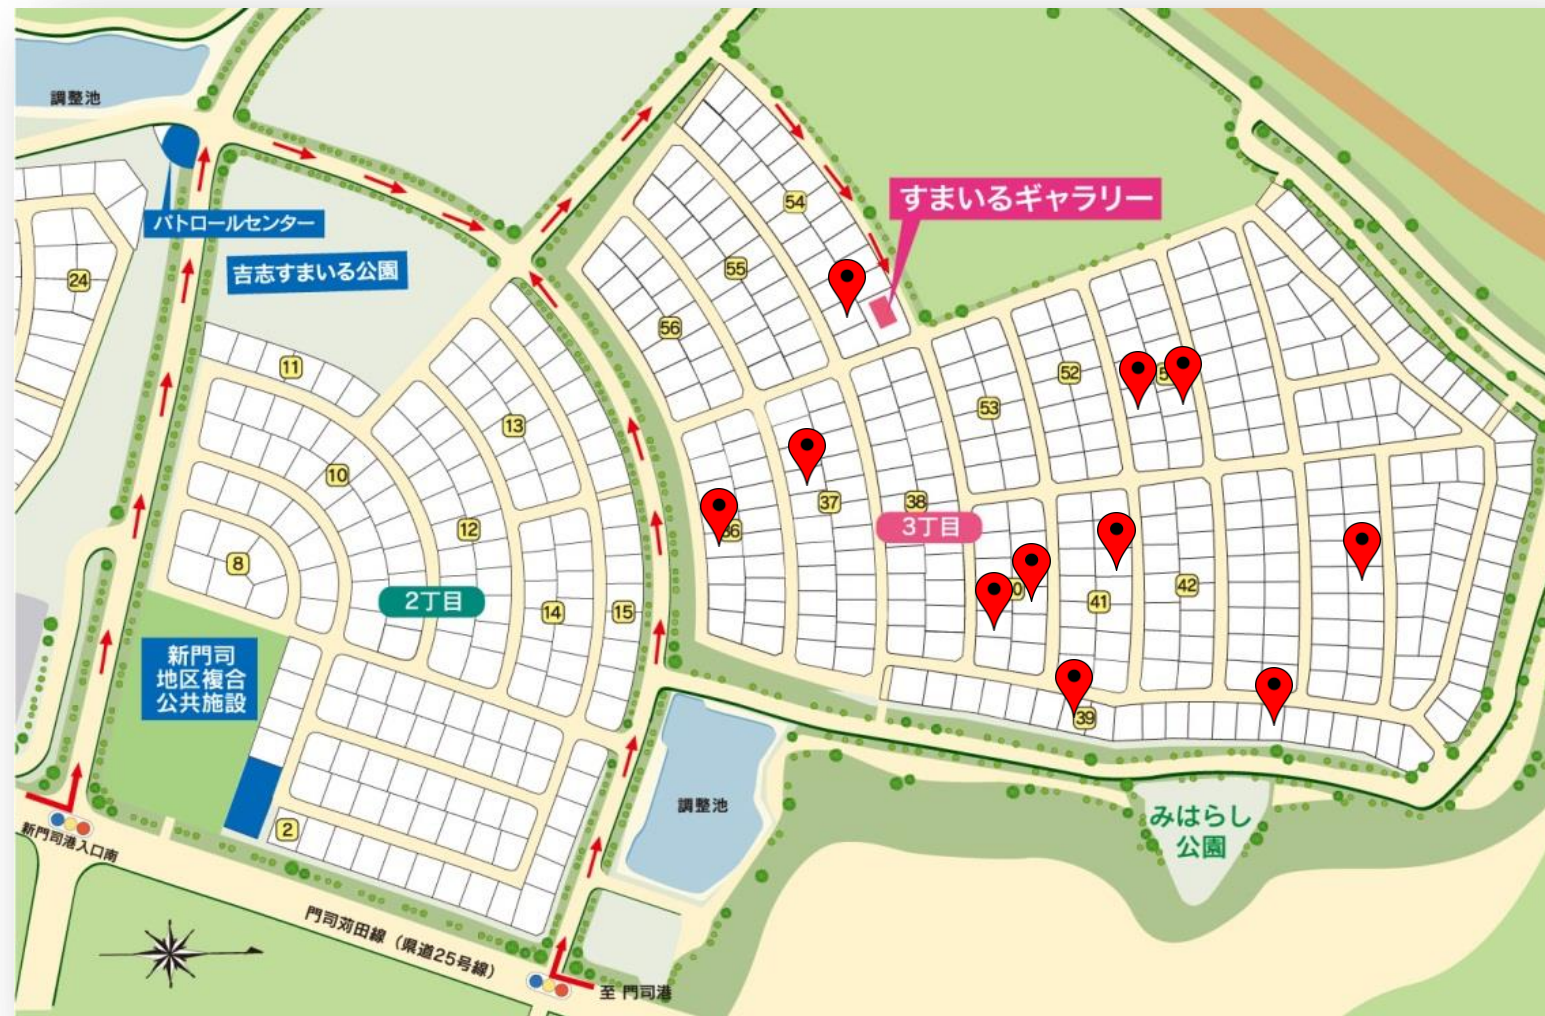 調整池
パトロールセンター
吉志すまいる公園
24
すまいるギャラリー
54
55
56
11
10
13
12
8
2丁目
14
15
新門司
地区複合
公共施設
2
53
52
37
38
3丁目
41
42
39
調整池
みはらし
公園
新門司港入口南
門司苅田線（県道25号線）
至 門司港